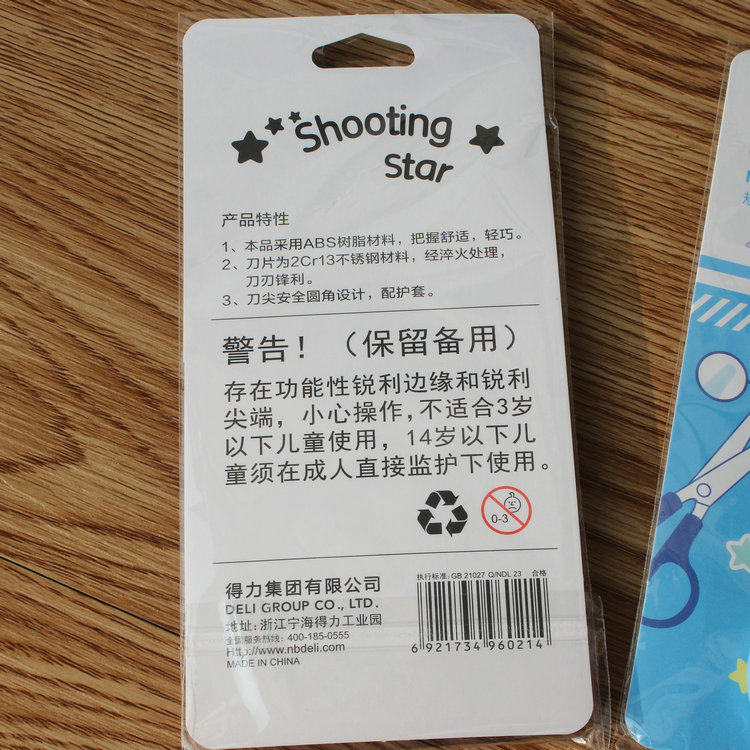 Shooting
Star
产品特性
1、本品采用ABS树脂材料，把握舒适，轻巧。
2、刀片为2Cr13不锈钢材料，经淬火处理，
刀刃锋利。
3、刀尖安全圆角设计，配护套。
警告！（保留备用）
存在功能性锐利边缘和锐利
尖端，小心操作，不适合3岁
以下儿童使用，14岁以下儿
童须在成人直接监护下使用。
0-3
执行标准: GB 21027 Q/NDL 23 合格
得力集团有限公司
DELI GROUP CO., LTD.
地址: 浙江宁海得力工业园
全国服务热线: 400-185-0555
Http://www.nbdeli.com
MADE IN CHINA
6 921734 960214